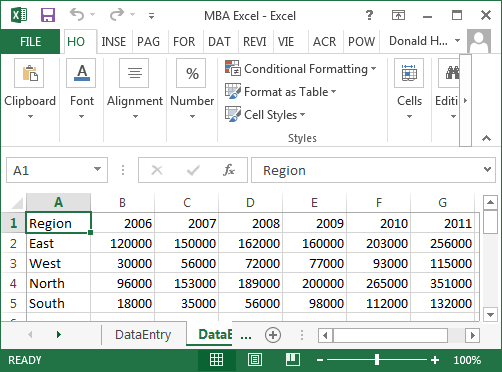 MBA Excel - Excel
FILE HO INSE PAG FOR DAT REVI VIE ACR POW Donald H...
Clipboard Font Alignment Number Conditional Formatting Format as Table Cell Styles Cells Editi
Styles
A1 fx Region
A B C D E F G
1 Region 2006 2007 2008 2009 2010 2011
2 East 120000 150000 162000 160000 203000 256000
3 West 30000 56000 72000 77000 93000 115000
4 North 96000 153000 189000 200000 265000 351000
5 South 18000 35000 56000 98000 112000 132000
DataEntry DataE ...
READY 100%